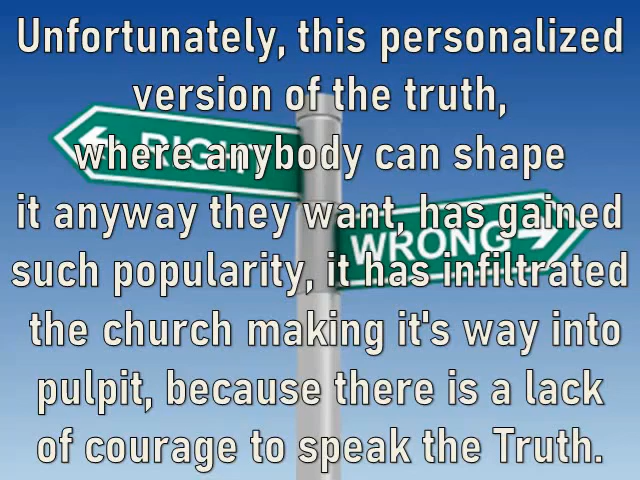 Unfortunately, this personalized
version of the truth,
where anybody can shape
it anyway they want, has gained
such popularity, it has infiltrated
the church making it's way into
pulpit, because there is a lack
of courage to speak the Truth.
RIGHT
WRONG